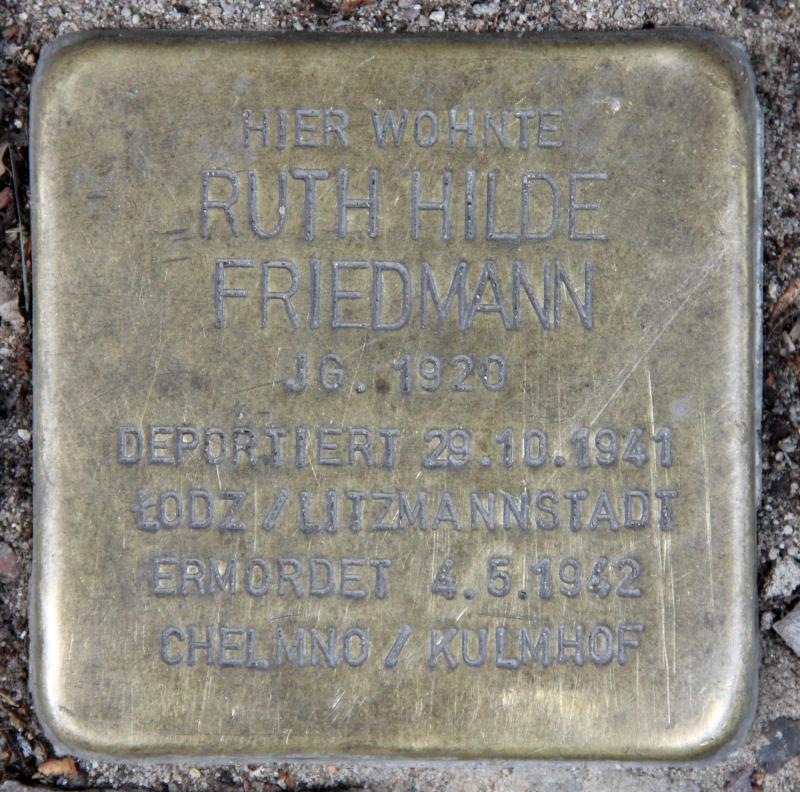 HIER WOHNTE
RUTH HILDE
FRIEDMANN
JG. 1920
DEPORTIERT 29.10.1941
ŁODZ / LITZMANNSTADT
ERMORDET 4.5.1942
CHELMNO / KULMHOF